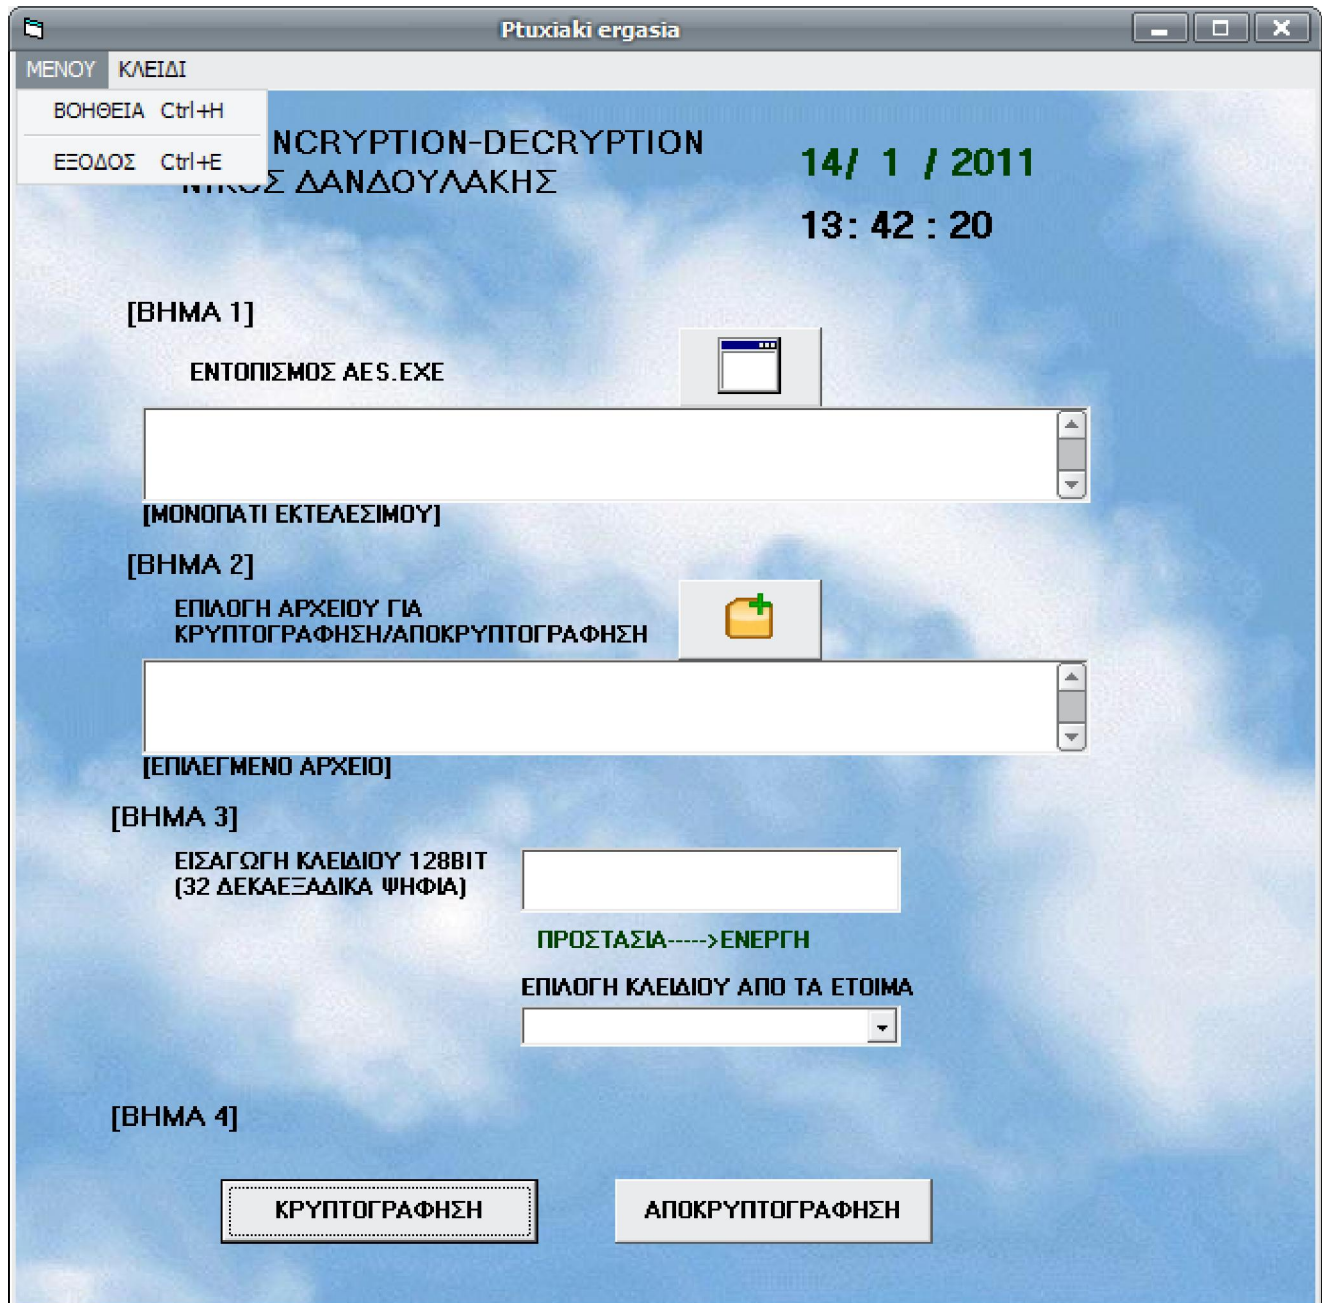 Ptuxiaki ergasia
ΜΕΝΟΥ ΚΛΕΙΔΙ
ΒΟΗΘΕΙΑ Ctrl+H
ΕΞΟΔΟΣ Ctrl+E
NCRYPTION-DECRYPTION
ΝΙΚΟΣ ΔΑΝΔΟΥΛΑΚΗΣ
14/ 1 / 2011
13: 42 : 20
[ΒΗΜΑ 1]
ΕΝΤΟΠΙΣΜΟΣ AES.EXE
[ΜΟΝΟΠΑΤΙ ΕΚΤΕΛΕΣΙΜΟΥ]
[ΒΗΜΑ 2]
ΕΠΙΛΟΓΗ ΑΡΧΕΙΟΥ ΓΙΑ
ΚΡΥΠΤΟΓΡΑΦΗΣΗ/ΑΠΟΚΡΥΠΤΟΓΡΑΦΗΣΗ
[ΕΠΙΛΕΓΜΕΝΟ ΑΡΧΕΙΟ]
[ΒΗΜΑ 3]
ΕΙΣΑΓΩΓΗ ΚΛΕΙΔΙΟΥ 128BIT
(32 ΔΕΚΑΕΞΑΔΙΚΑ ΨΗΦΙΑ)
ΠΡΟΣΤΑΣΙΑ----->ΕΝΕΡΓΗ
ΕΠΙΛΟΓΗ ΚΛΕΙΔΙΟΥ ΑΠΟ ΤΑ ΕΤΟΙΜΑ
[ΒΗΜΑ 4]
ΚΡΥΠΤΟΓΡΑΦΗΣΗ
ΑΠΟΚΡΥΠΤΟΓΡΑΦΗΣΗ